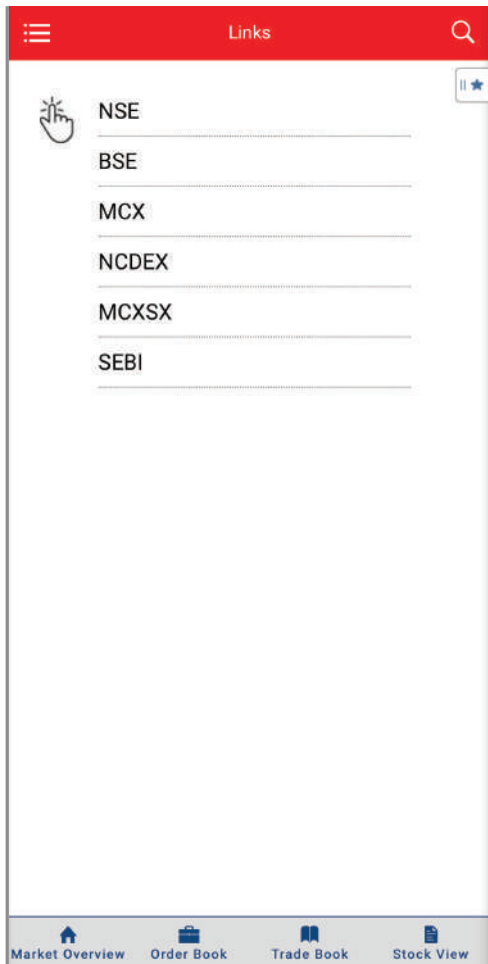 Links
NSE
BSE
MCX
NCDEX
MCXSX
SEBI
Market Overview Order Book Trade Book Stock View